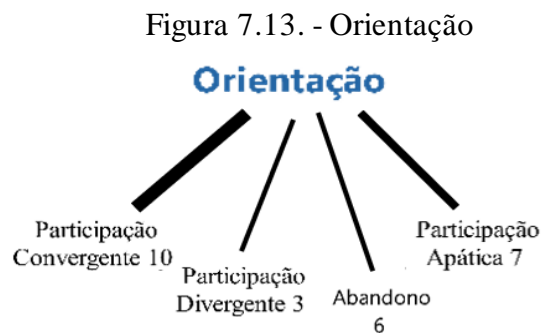 Figura 7.13. - Orientação
Orientação
Participação
Convergente 10
Participação
Divergente 3
Abandono
6
Participação
Apática 7